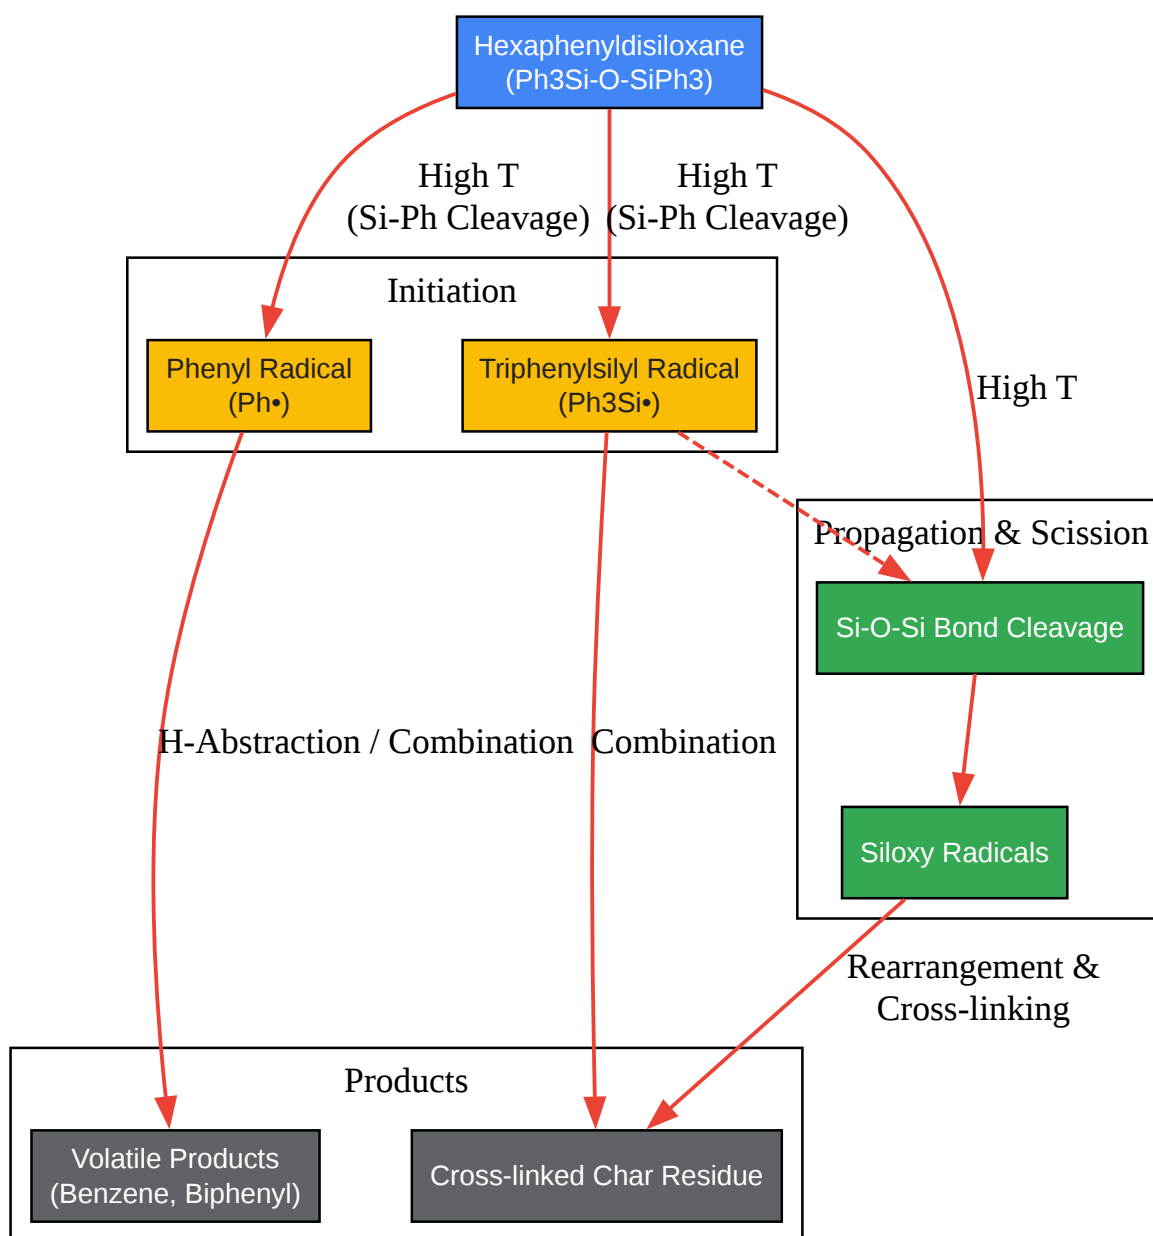 Hexaphenyldisiloxane
(Ph3Si-O-SiPh3)
High T
(Si-Ph Cleavage)
High T
(Si-Ph Cleavage)
Initiation
Phenyl Radical
(Ph•)
Triphenylsilyl Radical
(Ph3Si•)
High T
Propagation & Scission
Si-O-Si Bond Cleavage
H-Abstraction / Combination
Combination
Siloxy Radicals
Rearrangement &
Cross-linking
Products
Volatile Products
(Benzene, Biphenyl)
Cross-linked Char Residue